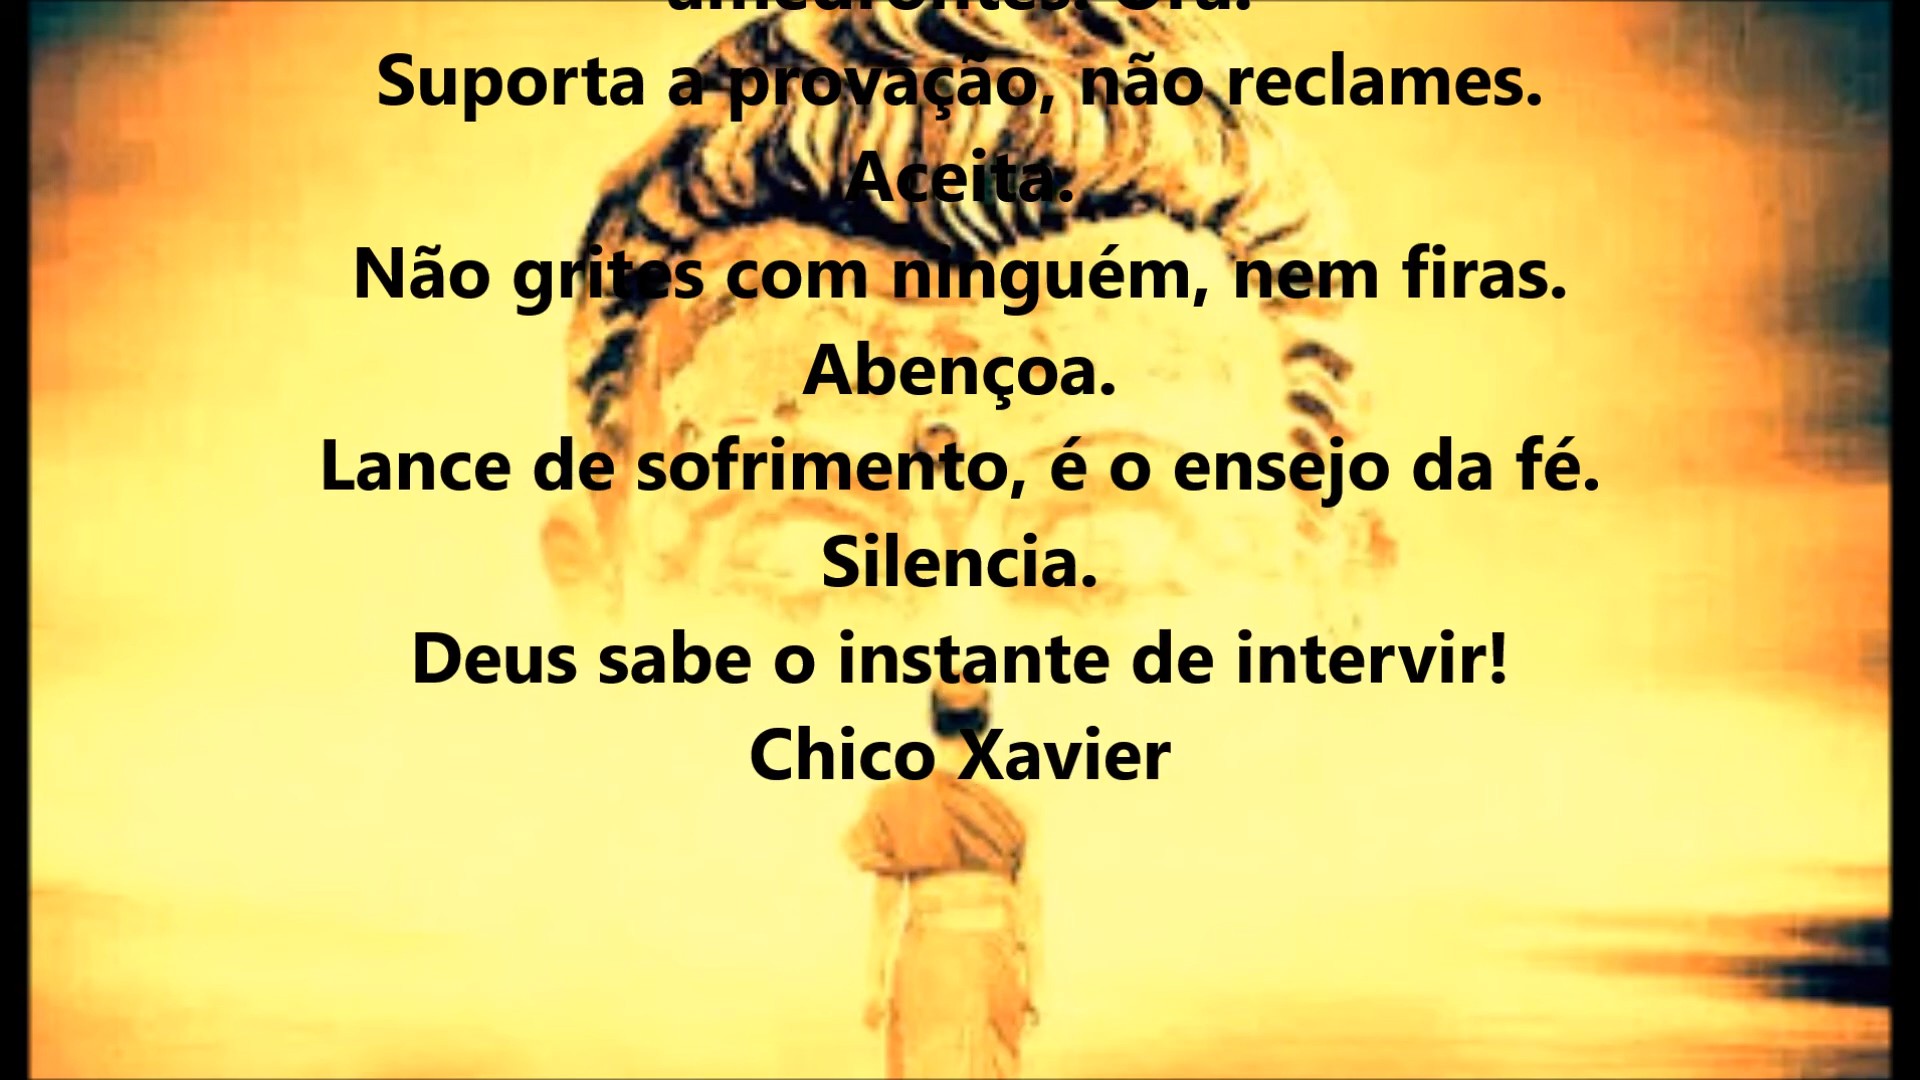 Ora.
Suporta a provação, não reclames.
Aceita.
Não grites com ninguém, nem firas.
Abençoa.
Lance de sofrimento, é o ensejo da fé.
Silencia.
Deus sabe o instante de intervir!
Chico Xavier